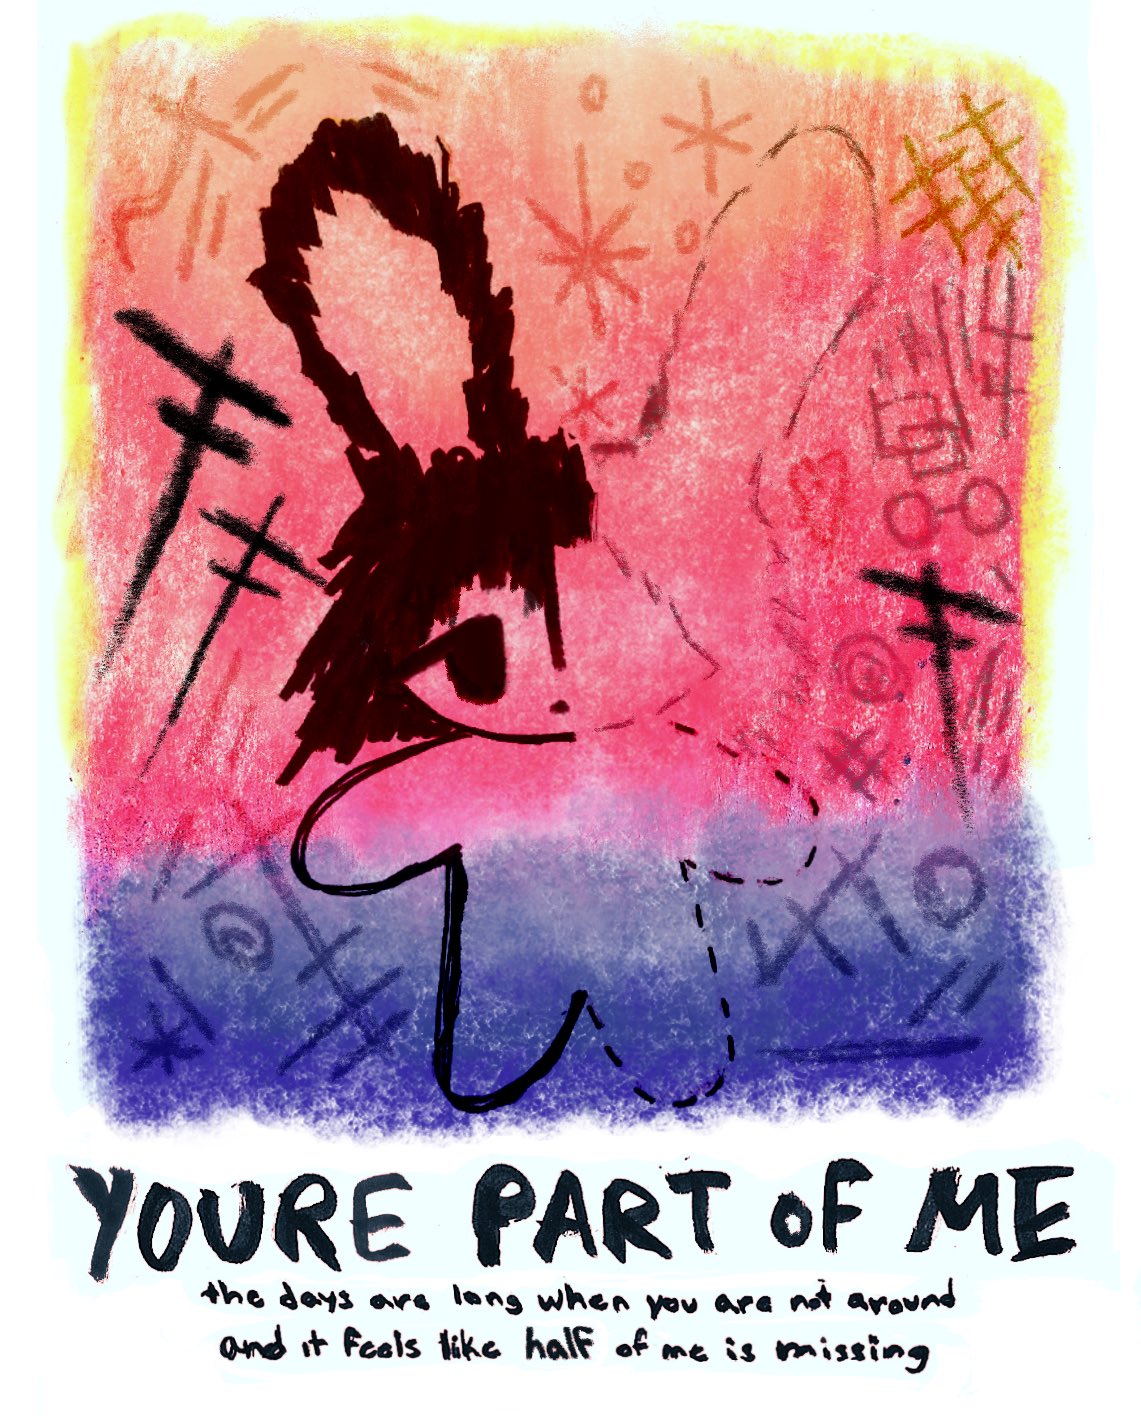 YOURE PART OF ME
the days are long when you are not around
and it feels like half of me is missing